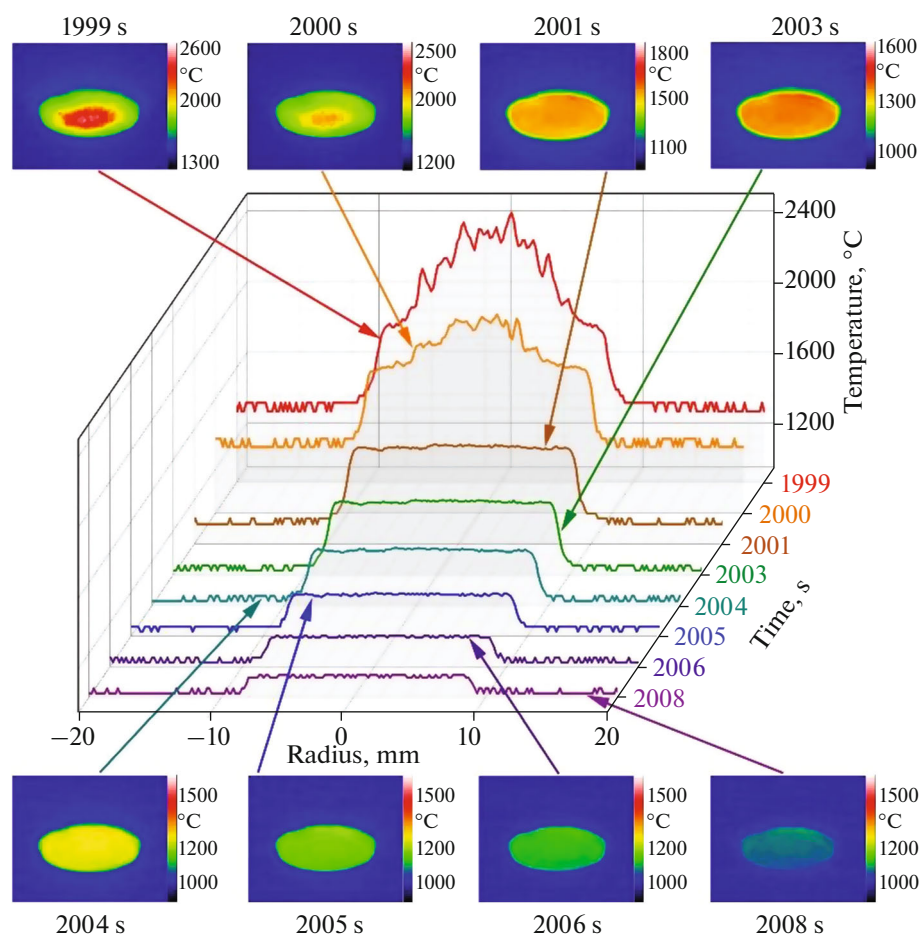 1999 s
2000 s
2001 s
2003 s
2600
°C
2000
1300
2500
°C
2000
1200
1800
°C
1500
1100
1600
°C
1300
1000
2400
2000
1600
1200
Temperature, °C
1999
2000
2001
2003
2004
2005
2006
2008
Time, s
−20
−10
0
10
20
Radius, mm
1500
°C
1200
1000
1500
°C
1200
1000
1500
°C
1200
1000
1500
°C
1200
1000
2004 s
2005 s
2006 s
2008 s